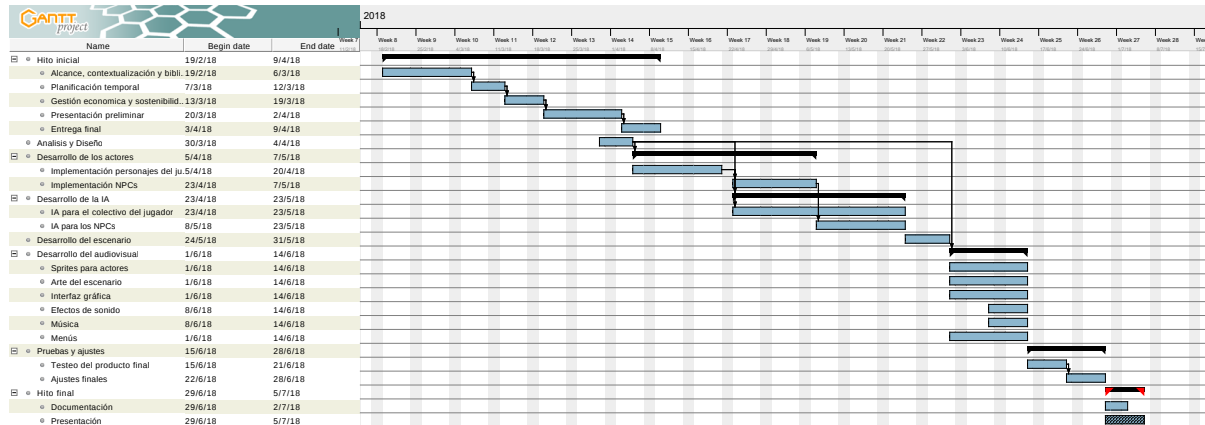 GANTT
project
2018
Name Begin date End date
Week 7 Week 8 Week 9 Week 10 Week 11 Week 12 Week 13 Week 14 Week 15 Week 16 Week 17 Week 18 Week 19 Week 20 Week 21 Week 22 Week 23 Week 24 Week 25 Week 26 Week 27 Week 28 Week
Hito inicial 19/2/18 9/4/18
Alcance, contextualización y bibli.. 19/2/18 6/3/18
Planificación temporal 7/3/18 12/3/18
Gestión economica y sostenibilid.. 13/3/18 19/3/18
Presentación preliminar 20/3/18 2/4/18
Entrega final 3/4/18 9/4/18
Analisis y Diseño 30/3/18 4/4/18
Desarrollo de los actores 5/4/18 7/5/18
Implementación personajes del ju.. 5/4/18 20/4/18
Implementación NPCs 23/4/18 7/5/18
Desarrollo de la IA 23/4/18 23/5/18
IA para el colectivo del jugador 23/4/18 23/5/18
IA para los NPCs 8/5/18 23/5/18
Desarrollo del escenario 24/5/18 31/5/18
Desarrollo del audiovisual 1/6/18 14/6/18
Sprites para actores 1/6/18 14/6/18
Arte del escenario 1/6/18 14/6/18
Interfaz gráfica 1/6/18 14/6/18
Efectos de sonido 8/6/18 14/6/18
Música 8/6/18 14/6/18
Menús 1/6/18 14/6/18
Pruebas y ajustes 15/6/18 28/6/18
Testeo del producto final 15/6/18 21/6/18
Ajustes finales 22/6/18 28/6/18
Hito final 29/6/18 5/7/18
Documentación 29/6/18 2/7/18
Presentación 29/6/18 5/7/18